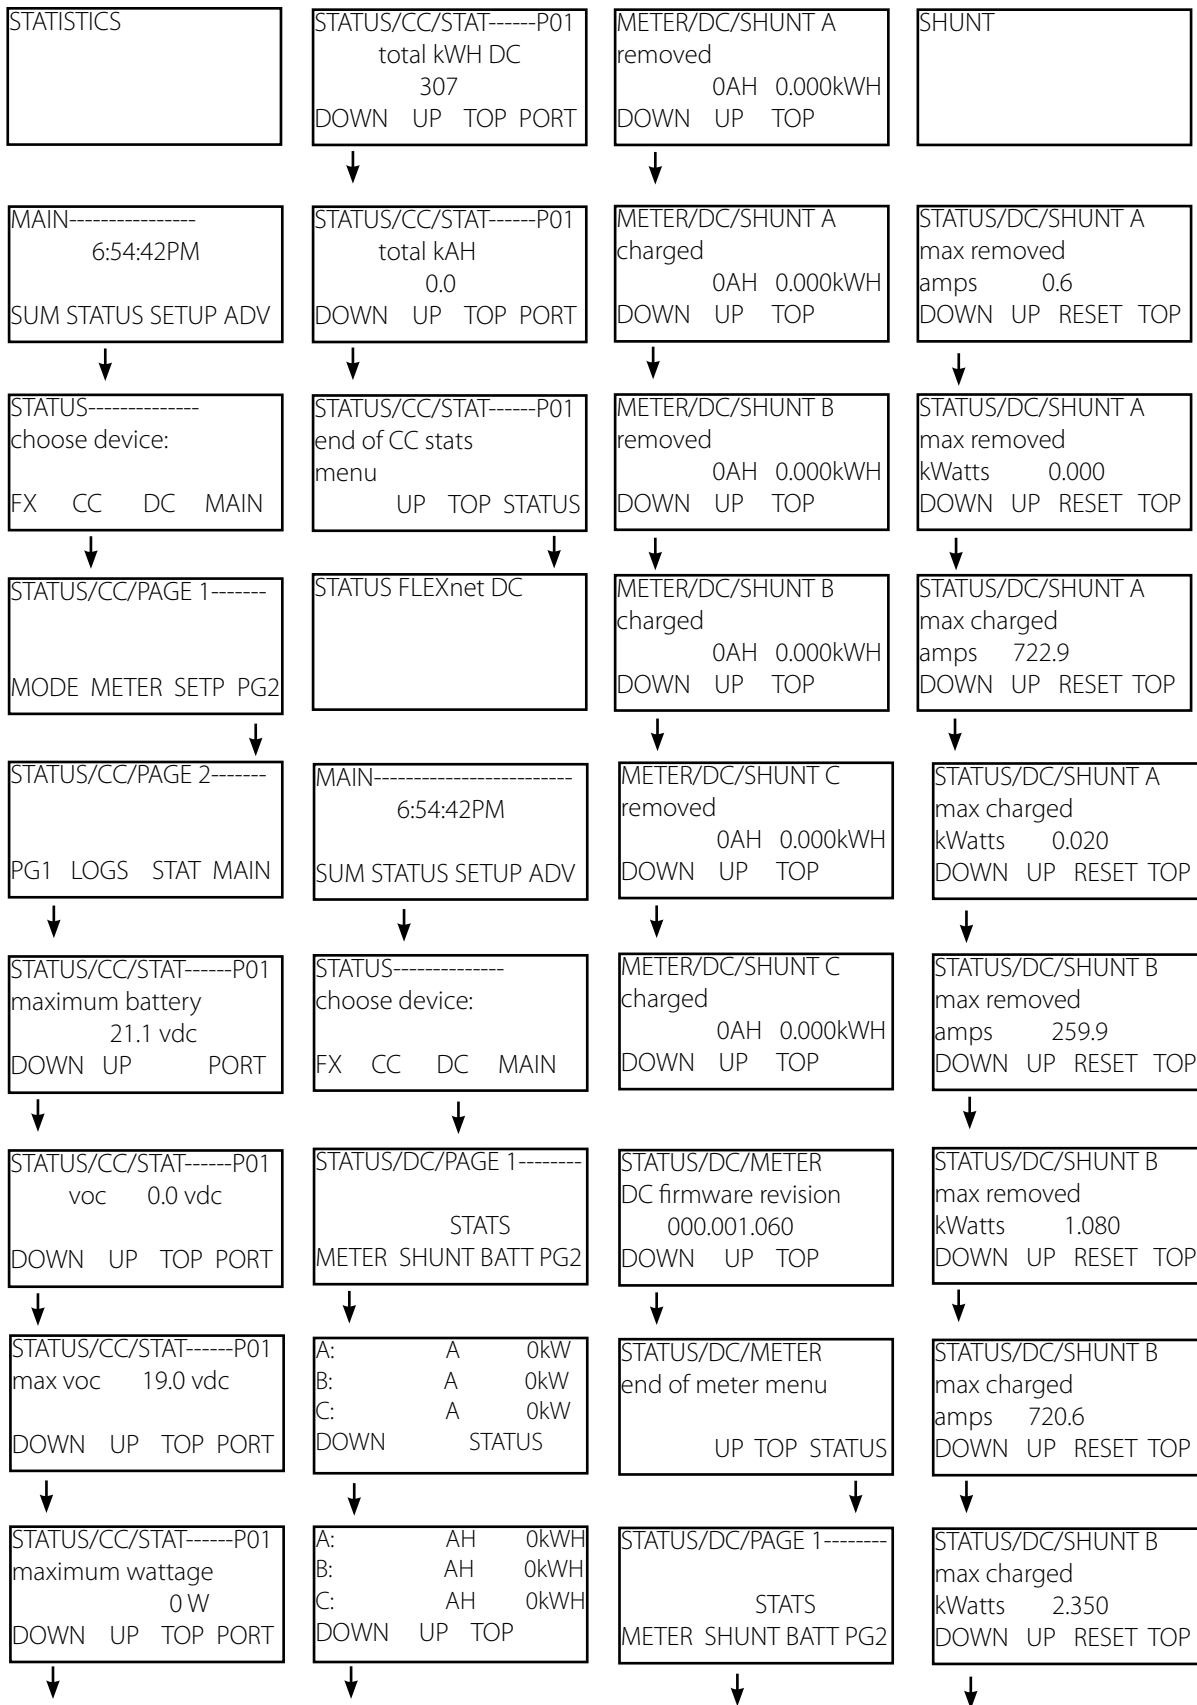 STATISTICS
MAIN----------------
6:54:42PM
SUM STATUS SETUP ADV
STATUS--------------
choose device:
FX CC DC MAIN
STATUS/CC/PAGE 1-------
MODE METER SETP PG2
STATUS/CC/PAGE 2-------
PG1 LOGS STAT MAIN
STATUS/CC/STAT------P01
maximum battery
21.1 vdc
DOWN UP PORT
STATUS/CC/STAT------P01
voc 0.0 vdc
DOWN UP TOP PORT
STATUS/CC/STAT------P01
max voc 19.0 vdc
DOWN UP TOP PORT
STATUS/CC/STAT------P01
maximum wattage
0 W
DOWN UP TOP PORT
STATUS/CC/STAT------P01
total kWH DC
307
DOWN UP TOP PORT
STATUS/CC/STAT------P01
total kAH
0.0
DOWN UP TOP PORT
STATUS/CC/STAT------P01
end of CC stats
menu
UP TOP STATUS
STATUS FLEXnet DC
MAIN-------------------------
6:54:42PM
SUM STATUS SETUP ADV
STATUS--------------
choose device:
FX CC DC MAIN
STATUS/DC/PAGE 1--------
STATS
METER SHUNT BATT PG2
A: A 0kW
B: A 0kW
C: A 0kW
DOWN STATUS
A: AH 0kWH
B: AH 0kWH
C: AH 0kWH
DOWN UP TOP
METER/DC/SHUNT A
removed
0AH 0.000kWH
DOWN UP TOP
METER/DC/SHUNT A
charged
0AH 0.000kWH
DOWN UP TOP
METER/DC/SHUNT B
removed
0AH 0.000kWH
DOWN UP TOP
METER/DC/SHUNT B
charged
0AH 0.000kWH
DOWN UP TOP
METER/DC/SHUNT C
removed
0AH 0.000kWH
DOWN UP TOP
METER/DC/SHUNT C
charged
0AH 0.000kWH
DOWN UP TOP
STATUS/DC/METER
DC firmware revision
000.001.060
DOWN UP TOP
STATUS/DC/METER
end of meter menu
UP TOP STATUS
STATUS/DC/PAGE 1--------
STATS
METER SHUNT BATT PG2
SHUNT
STATUS/DC/SHUNT A
max removed
amps 0.6
DOWN UP RESET TOP
STATUS/DC/SHUNT A
max removed
kWatts 0.000
DOWN UP RESET TOP
STATUS/DC/SHUNT A
max charged
amps 722.9
DOWN UP RESET TOP
STATUS/DC/SHUNT A
max charged
kWatts 0.020
DOWN UP RESET TOP
STATUS/DC/SHUNT B
max removed
amps 259.9
DOWN UP RESET TOP
STATUS/DC/SHUNT B
max removed
kWatts 1.080
DOWN UP RESET TOP
STATUS/DC/SHUNT B
max charged
amps 720.6
DOWN UP RESET TOP
STATUS/DC/SHUNT B
max charged
kWatts 2.350
DOWN UP RESET TOP